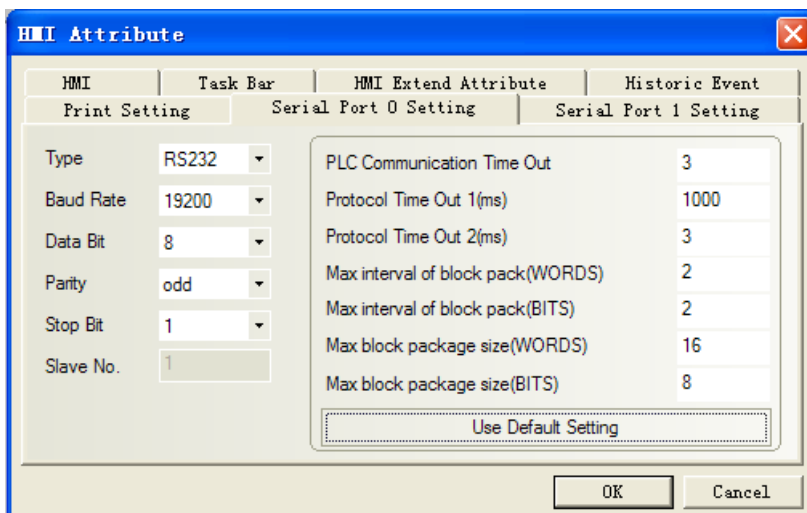 HMI Attribute
HMI Task Bar HMI Extend Attribute Historic Event
Print Setting Serial Port 0 Setting Serial Port 1 Setting
Type RS232
Baud Rate 19200
Data Bit 8
Parity odd
Stop Bit 1
Slave No. 1
PLC Communication Time Out 3
Protocol Time Out 1(ms) 1000
Protocol Time Out 2(ms) 3
Max interval of block pack(WORDS) 2
Max interval of block pack(BITS) 2
Max block package size(WORDS) 16
Max block package size(BITS) 8
Use Default Setting
OK Cancel